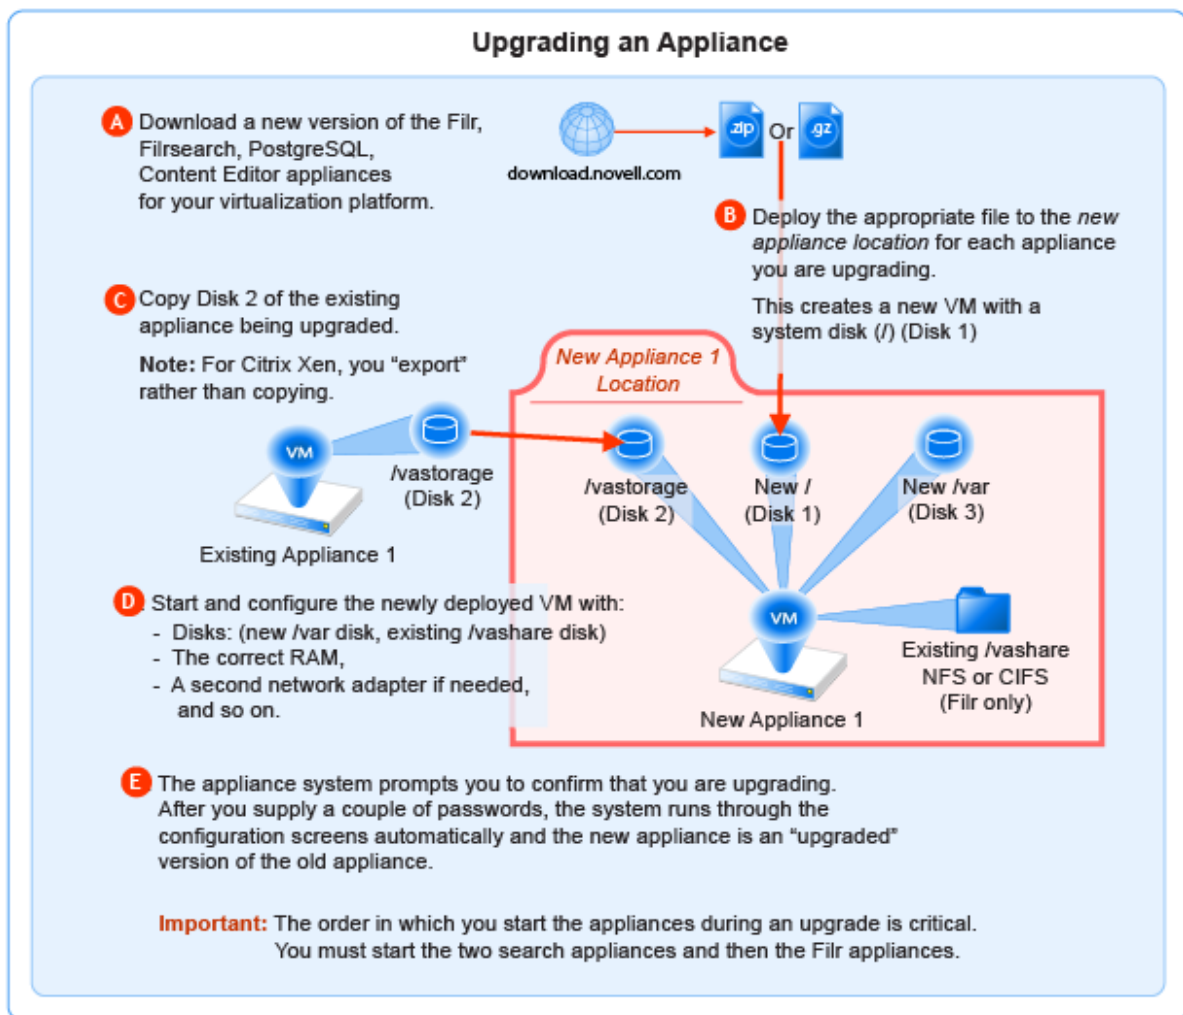 Upgrading an Appliance
A
Download a new version of the Filr,
Filrsearch, PostgreSQL,
Content Editor appliances
for your virtualization platform.
download.novell.com
.zip
Or
.gz
B
Deploy the appropriate file to the new
appliance location for each appliance
you are upgrading.
This creates a new VM with a
system disk (/) (Disk 1)
C
Copy Disk 2 of the existing
appliance being upgraded.
Note: For Citrix Xen, you “export”
rather than copying.
VM
/vastorage
(Disk 2)
Existing Appliance 1
New Appliance 1
Location
/vastorage
(Disk 2)
New /
(Disk 1)
New /var
(Disk 3)
VM
New Appliance 1
Existing /vashare
NFS or CIFS
(Filr only)
D
Start and configure the newly deployed VM with:
- Disks: (new /var disk, existing /vashare disk)
- The correct RAM,
- A second network adapter if needed,
and so on.
E
The appliance system prompts you to confirm that you are upgrading.
After you supply a couple of passwords, the system runs through the
configuration screens automatically and the new appliance is an “upgraded”
version of the old appliance.
Important: The order in which you start the appliances during an upgrade is critical.
You must start the two search appliances and then the Filr appliances.